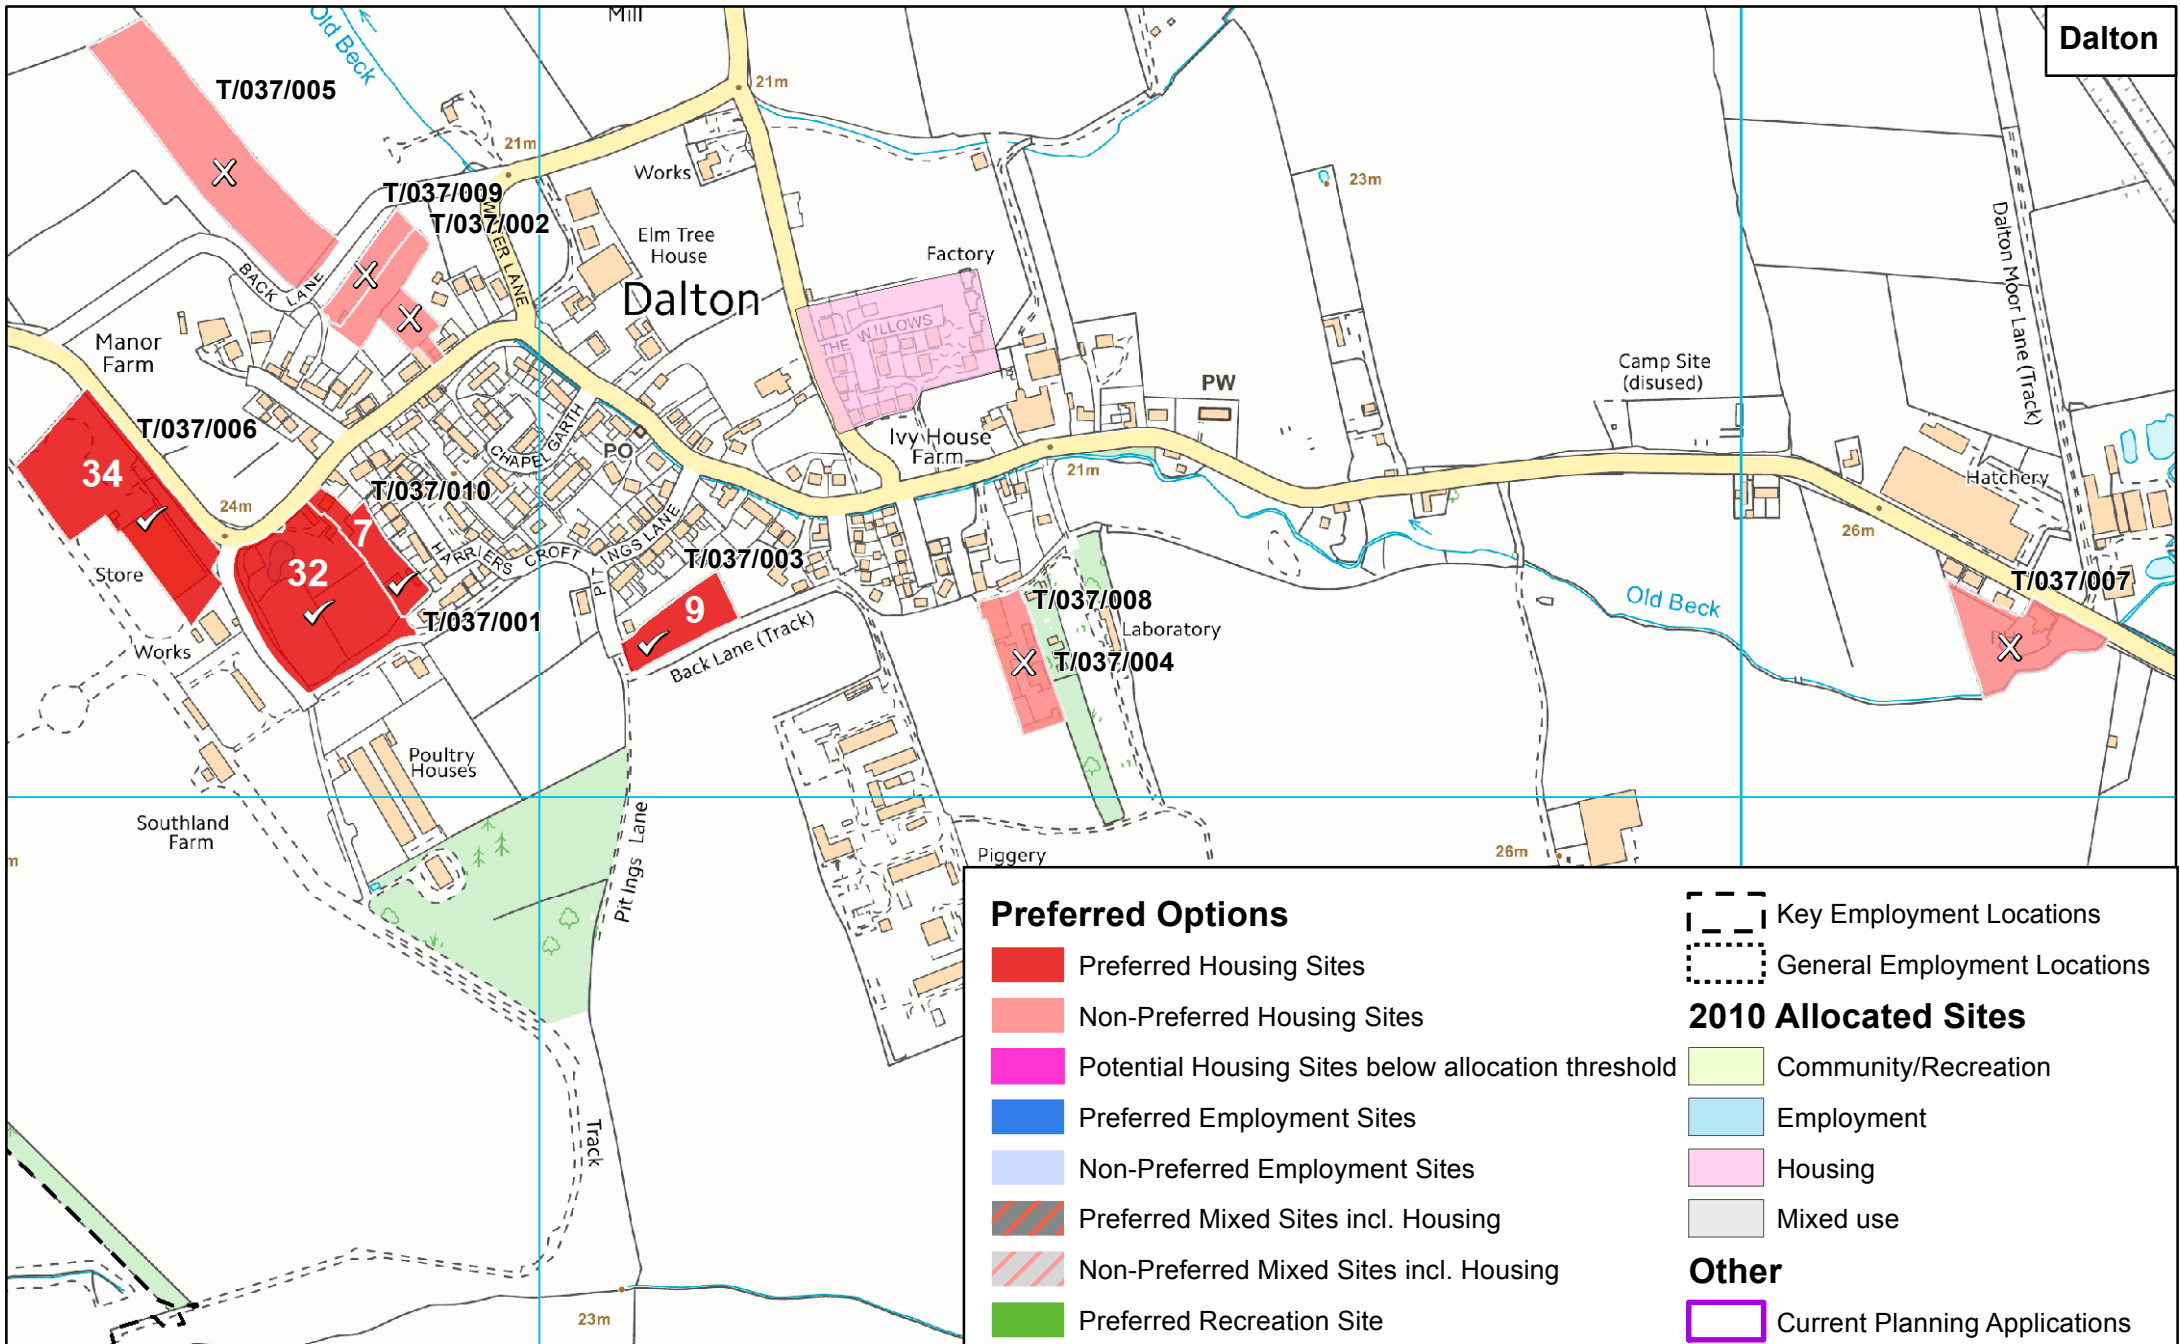 Dalton
Mill
Old Beck
21m
T/037/005
21m
T/037/009
T/037/002
Works
23m
Elm Tree
House
Factory
Dalton
BACK LANE
Dalton Moor Lane (Track)
THE WILLOWS
Manor
Farm
Camp Site
(disused)
PW
T/037/006
CHAPEL GARTH
PO
Ivy House
Farm
21m
34
24m
T/037/010
7
Hatchery
26m
HARRIERS CROFT
PIT INGS LANE
T/037/003
Store
32
T/037/007
T/037/001
9
T/037/008
Old Beck
Laboratory
Works
Back Lane (Track)
T/037/004
Poultry
Houses
Southland
Farm
Pit Ings Lane
m
Piggery
26m
Track
23m
Preferred Options
Preferred Housing Sites
Non-Preferred Housing Sites
Potential Housing Sites below allocation threshold
Preferred Employment Sites
Non-Preferred Employment Sites
Preferred Mixed Sites incl. Housing
Non-Preferred Mixed Sites incl. Housing
Preferred Recreation Site
Key Employment Locations
General Employment Locations
2010 Allocated Sites
Community/Recreation
Employment
Housing
Mixed use
Other
Current Planning Applications